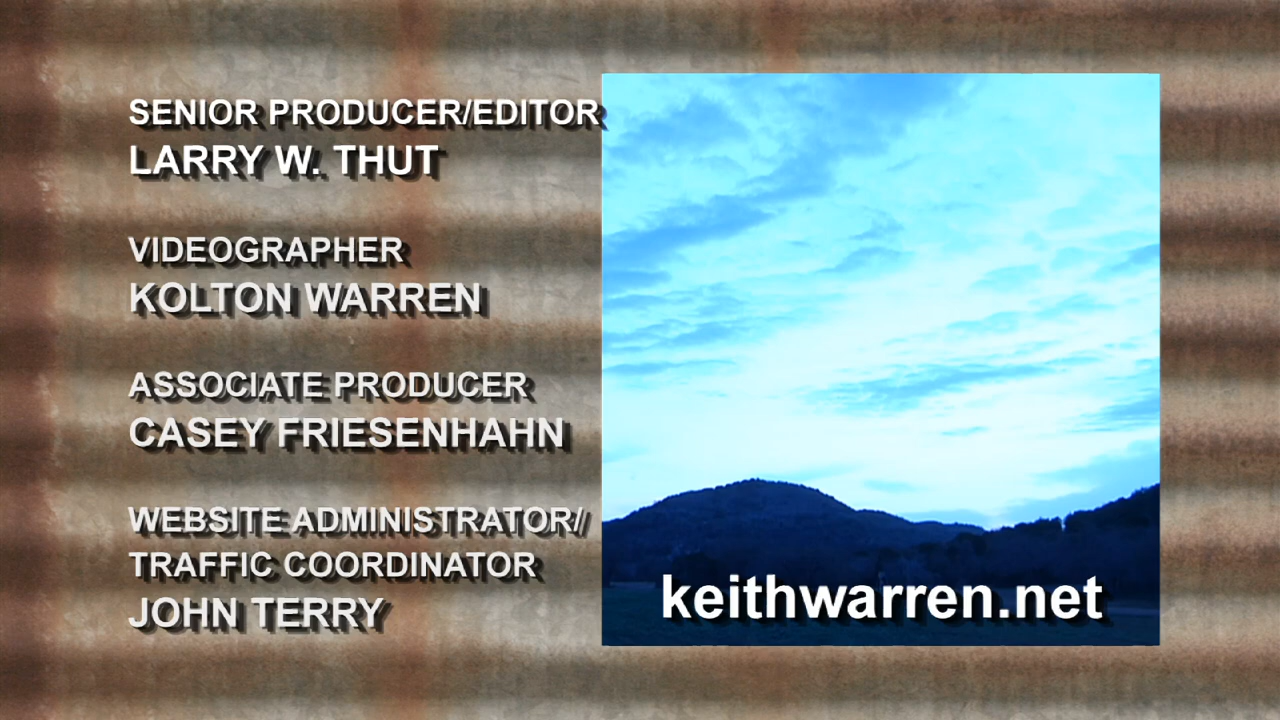 SENIOR PRODUCER/EDITOR
LARRY W. THUT
VIDEOGRAPHER
KOLTON WARREN
ASSOCIATE PRODUCER
CASEY FRIESENHAHN
WEBSITE ADMINISTRATOR/
TRAFFIC COORDINATOR
JOHN TERRY
keithwarren.net